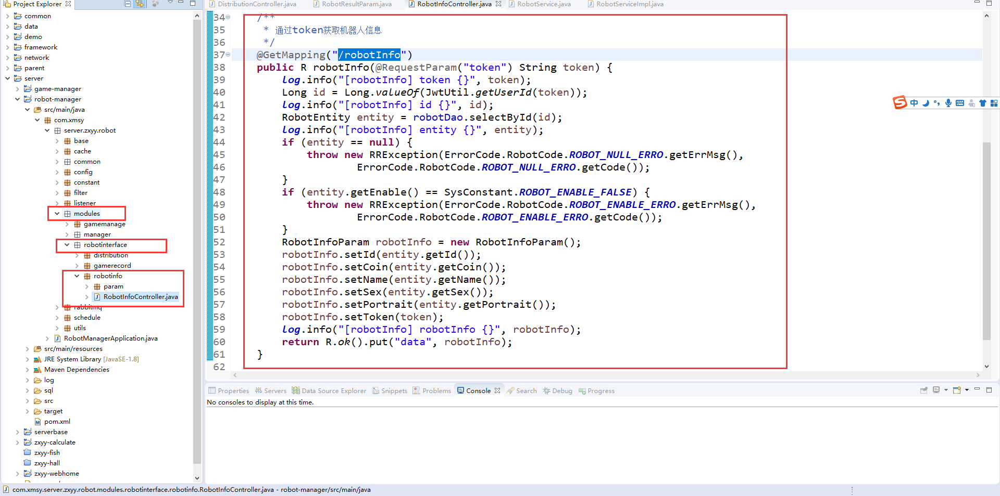 Project Explorer
common
data
demo
framework
network
parent
server
game-manager
robot-manager
src/main/java
com.xmsy
server.zxyy.robot
base
cache
common
config
constant
filter
listener
modules
gamemanage
manager
robotinterface
distribution
gamerecord
robotinfo
param
RobotInfoController.java
rabbitmq
schedule
utils
RobotManagerApplication.java
src/main/resources
JRE System Library [JavaSE-1.8]
Maven Dependencies
log
sql
src
target
pom.xml
serverbase
zxyy-calculate
zxyy-fish
zxyy-hall
zxyy-webhome
DistributionController.java RobotResultParam.java RobotInfoController.java RobotService.java RobotServiceImpl.java
34 /**
35 * 通过token获取机器人信息
36 */
37 @GetMapping("/robotInfo")
38 public R robotInfo(@RequestParam("token") String token) {
39 log.info("[robotInfo] token {}", token);
40 Long id = Long.valueOf(JwtUtil.getUserId(token));
41 log.info("[robotInfo] id {}", id);
42 RobotEntity entity = robotDao.selectById(id);
43 log.info("[robotInfo] entity {}", entity);
44 if (entity == null) {
45 throw new RRException(ErrorCode.RobotCode.ROBOT_NULL_ERRO.getErrMsg(),
46 ErrorCode.RobotCode.ROBOT_NULL_ERRO.getCode());
47 }
48 if (entity.getEnable() == SysConstant.ROBOT_ENABLE_FALSE) {
49 throw new RRException(ErrorCode.RobotCode.ROBOT_ENABLE_ERRO.getErrMsg(),
50 ErrorCode.RobotCode.ROBOT_ENABLE_ERRO.getCode());
51 }
52 RobotInfoParam robotInfo = new RobotInfoParam();
53 robotInfo.setId(entity.getId());
54 robotInfo.setCoin(entity.getCoin());
55 robotInfo.setName(entity.getName());
56 robotInfo.setSex(entity.getSex());
57 robotInfo.setPortrait(entity.getPortrait());
58 robotInfo.setToken(token);
59 log.info("[robotInfo] robotInfo {}", robotInfo);
60 return R.ok().put("data", robotInfo);
61 }
62
中
Properties Servers Data Source Explorer Snippets Problems Console Search Debug Progress
No consoles to display at this time.
com.xmsy.server.zxyy.robot.modules.robotinterface.robotinfo.RobotInfoController.java - robot-manager/src/main/java